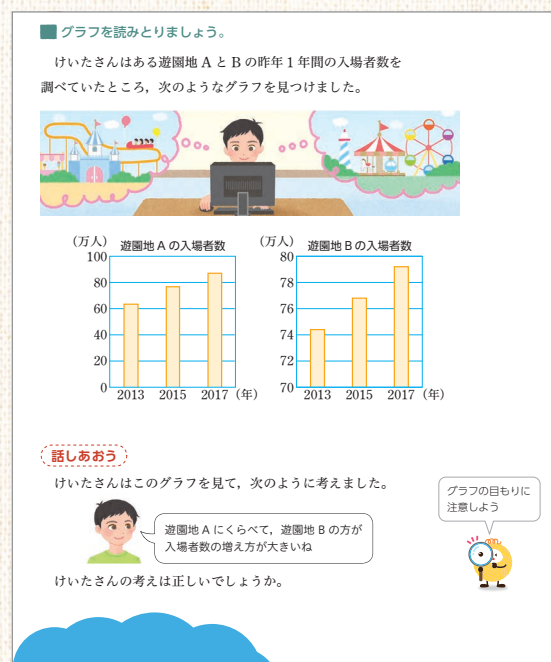 グラフを読みとりましょう。
けいたさんはある遊園地 A と B の昨年 1 年間の入場者数を
調べていたところ，次のようなグラフを見つけました。
(万人) 遊園地 A の入場者数
100
80
60
40
20
0
2013 2015 2017 (年)
(万人) 遊園地 B の入場者数
80
78
76
74
72
70
2013 2015 2017 (年)
話しあおう
けいたさんはこのグラフを見て，次のように考えました。
グラフの目もりに
注意しよう
遊園地 A にくらべて，遊園地 B の方が
入場者数の増え方が大きいね
けいたさんの考えは正しいでしょうか。